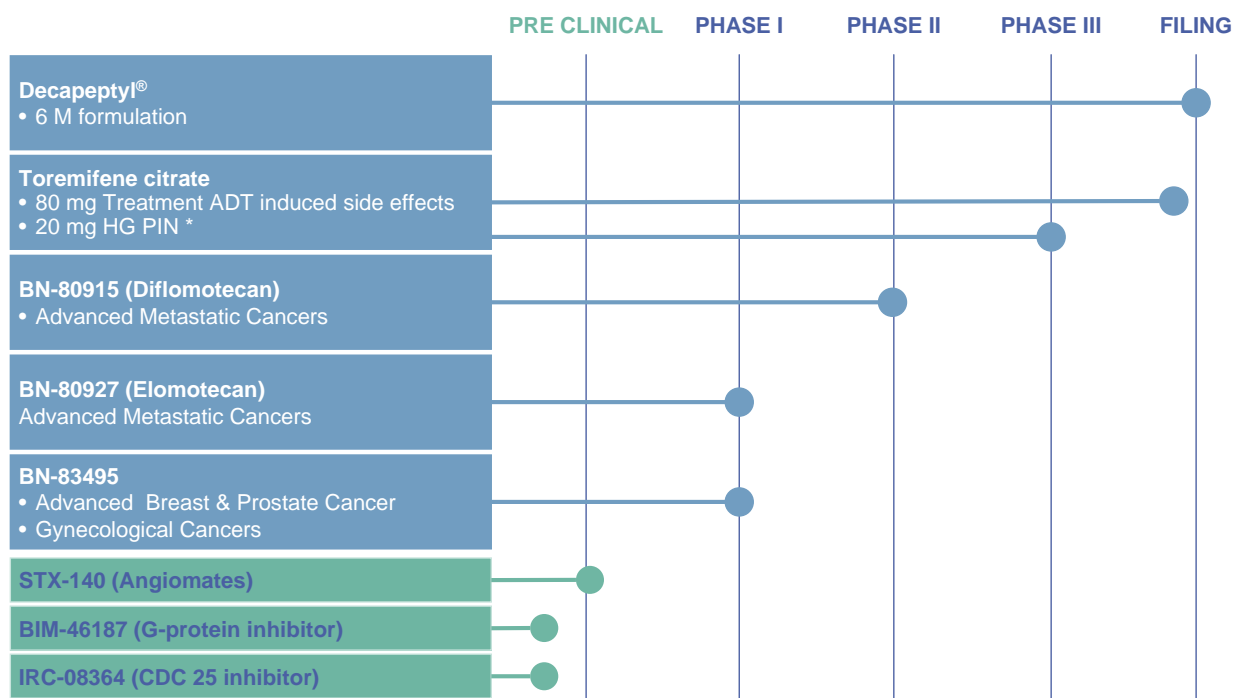 PRE CLINICAL PHASE I PHASE II PHASE III FILING
Decapeptyl®
• 6 M formulation
Toremifene citrate
• 80 mg Treatment ADT induced side effects
• 20 mg HG PIN *
BN-80915 (Diflomotecan)
• Advanced Metastatic Cancers
BN-80927 (Elomotecan)
Advanced Metastatic Cancers
BN-83495
• Advanced  Breast & Prostate Cancer
• Gynecological Cancers
STX-140 (Angiomates)
BIM-46187 (G-protein inhibitor)
IRC-08364 (CDC 25 inhibitor)